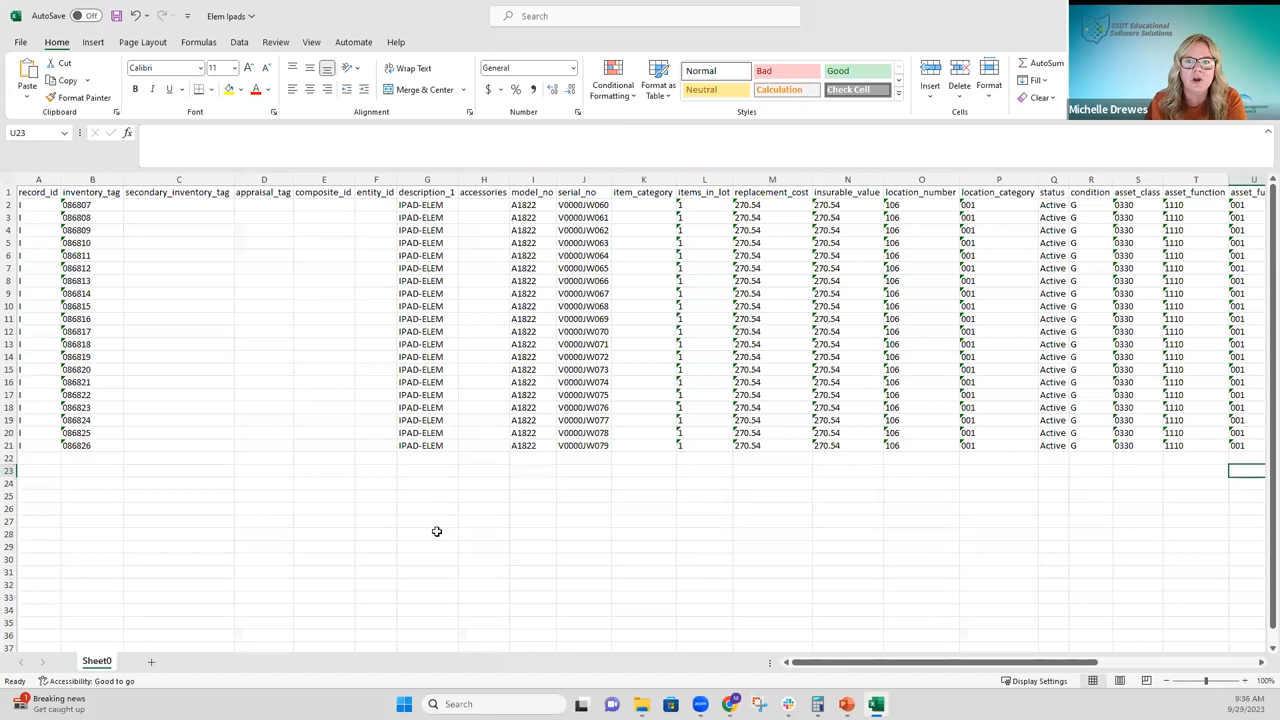 AutoSave Off Elem Ipads Search
SSDT Educational
Software Solutions
File Home Insert Page Layout Formulas Data Review View Automate Help
Paste Cut Calibri 11 Wrap Text General Conditional Formatting Format as Table Normal Bad Good Insert Delete Format AutoSum
Copy Fill
Format Painter B I U Merge & Center $ % Neutral Calculation Check Cell Clear
Clipboard Font Alignment Number Styles Cells
Michelle Drewes
U23 fx
A B C D E F G H I J K L M N O P Q R S T U
1 record_id inventory_tag secondary_inventory_tag appraisal_tag composite_id entity_id description_1 accessories model_no serial_no item_category items_in_lot replacement_cost insurable_value location_number location_category status condition asset_class asset_function asset_fu
2 I 086807 IPAD-ELEM A1822 V0000JW060 1 270.54 270.54 106 001 Active G 0330 1110 001
3 I 086808 IPAD-ELEM A1822 V0000JW061 1 270.54 270.54 106 001 Active G 0330 1110 001
4 I 086809 IPAD-ELEM A1822 V0000JW062 1 270.54 270.54 106 001 Active G 0330 1110 001
5 I 086810 IPAD-ELEM A1822 V0000JW063 1 270.54 270.54 106 001 Active G 0330 1110 001
6 I 086811 IPAD-ELEM A1822 V0000JW064 1 270.54 270.54 106 001 Active G 0330 1110 001
7 I 086812 IPAD-ELEM A1822 V0000JW065 1 270.54 270.54 106 001 Active G 0330 1110 001
8 I 086813 IPAD-ELEM A1822 V0000JW066 1 270.54 270.54 106 001 Active G 0330 1110 001
9 I 086814 IPAD-ELEM A1822 V0000JW067 1 270.54 270.54 106 001 Active G 0330 1110 001
10 I 086815 IPAD-ELEM A1822 V0000JW068 1 270.54 270.54 106 001 Active G 0330 1110 001
11 I 086816 IPAD-ELEM A1822 V0000JW069 1 270.54 270.54 106 001 Active G 0330 1110 001
12 I 086817 IPAD-ELEM A1822 V0000JW070 1 270.54 270.54 106 001 Active G 0330 1110 001
13 I 086818 IPAD-ELEM A1822 V0000JW071 1 270.54 270.54 106 001 Active G 0330 1110 001
14 I 086819 IPAD-ELEM A1822 V0000JW072 1 270.54 270.54 106 001 Active G 0330 1110 001
15 I 086820 IPAD-ELEM A1822 V0000JW073 1 270.54 270.54 106 001 Active G 0330 1110 001
16 I 086821 IPAD-ELEM A1822 V0000JW074 1 270.54 270.54 106 001 Active G 0330 1110 001
17 I 086822 IPAD-ELEM A1822 V0000JW075 1 270.54 270.54 106 001 Active G 0330 1110 001
18 I 086823 IPAD-ELEM A1822 V0000JW076 1 270.54 270.54 106 001 Active G 0330 1110 001
19 I 086824 IPAD-ELEM A1822 V0000JW077 1 270.54 270.54 106 001 Active G 0330 1110 001
20 I 086825 IPAD-ELEM A1822 V0000JW078 1 270.54 270.54 106 001 Active G 0330 1110 001
21 I 086826 IPAD-ELEM A1822 V0000JW079 1 270.54 270.54 106 001 Active G 0330 1110 001
22
23
24
25
26
27
28
29
30
31
32
33
34
35
36
37
Sheet0
Ready Accessibility: Good to go Display Settings 100%
Breaking news
Get caught up
Search
9:36 AM
9/29/2023